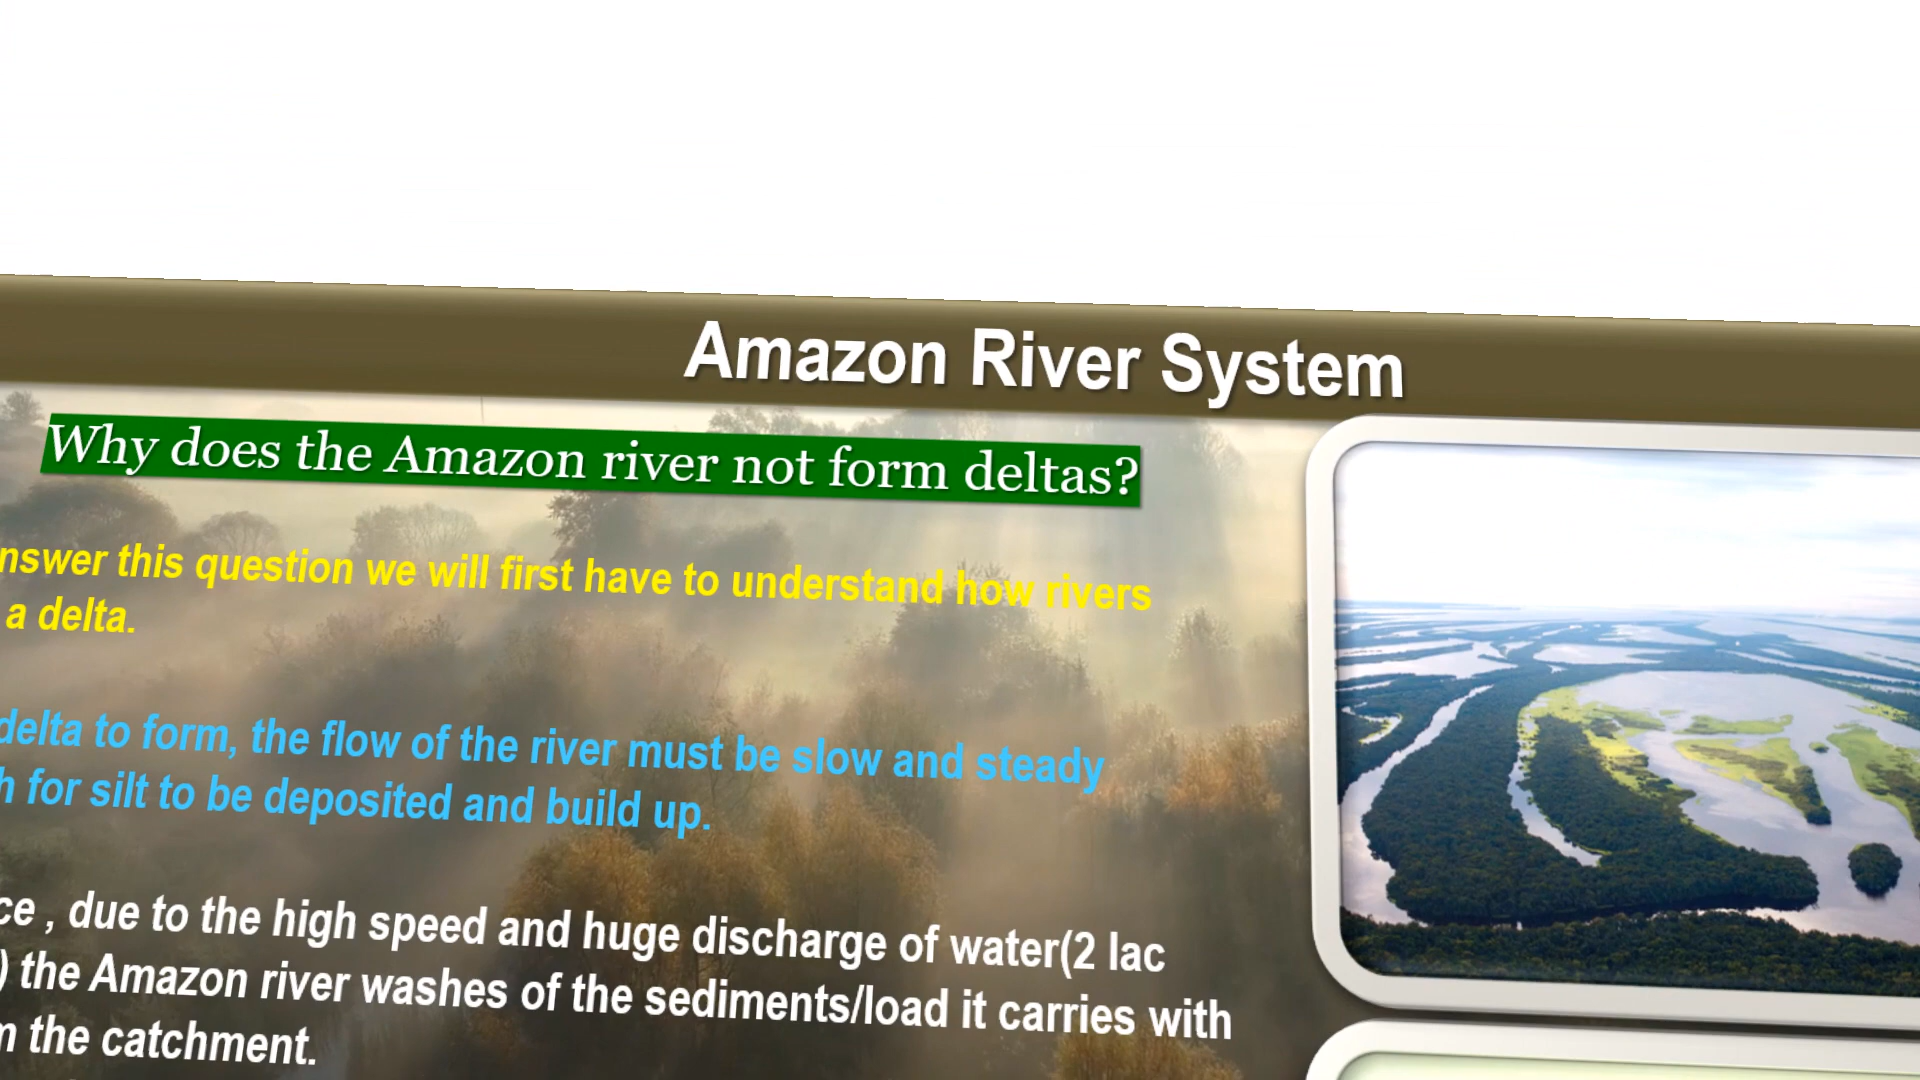 Amazon River System
Why does the Amazon river not form deltas?
this question we will first have to understand how rivers
a delta.
delta to form, the flow of the river must be slow and steady
for silt to be deposited and build up.
, due to the high speed and huge discharge of water(2 lac
) the Amazon river washes of the sediments/load it carries with
the catchment.